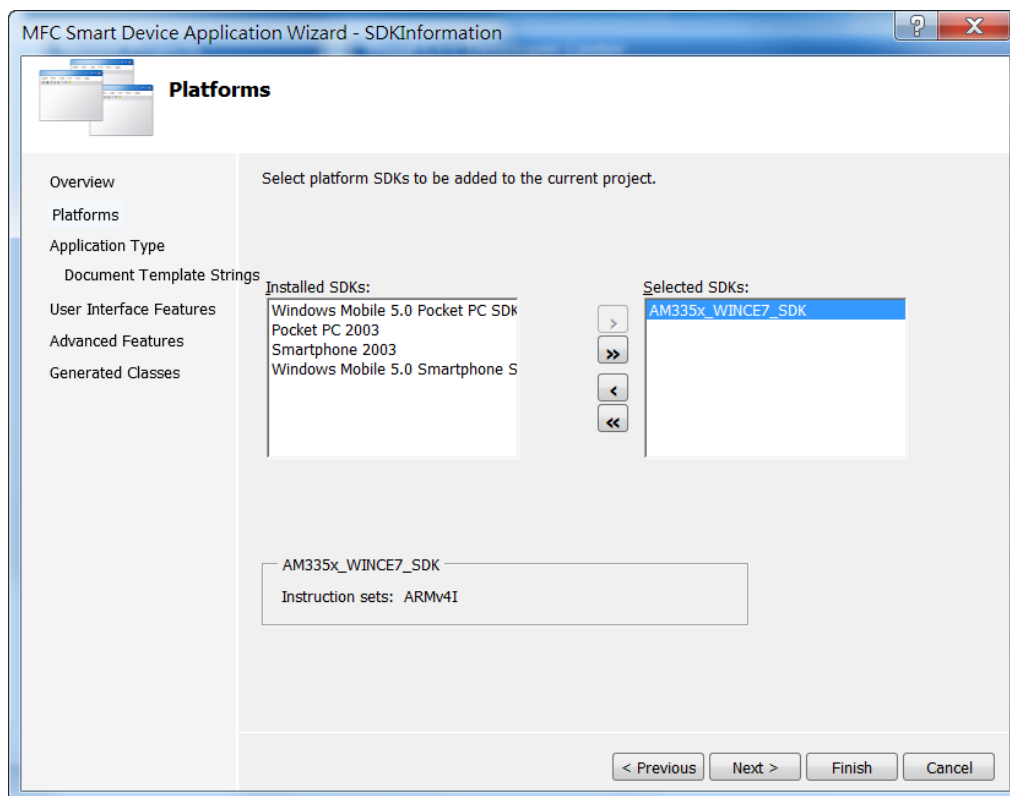 MFC Smart Device Application Wizard - SDKInformation
Platforms
Overview
Platforms
Application Type
Document Template Strings
User Interface Features
Advanced Features
Generated Classes
Select platform SDKs to be added to the current project.
Installed SDKs:
Windows Mobile 5.0 Pocket PC SDK
Pocket PC 2003
Smartphone 2003
Windows Mobile 5.0 Smartphone S
>
»
<
«
Selected SDKs:
AM335x_WINCE7_SDK
AM335x_WINCE7_SDK
Instruction sets: ARMv4I
< Previous
Next >
Finish
Cancel